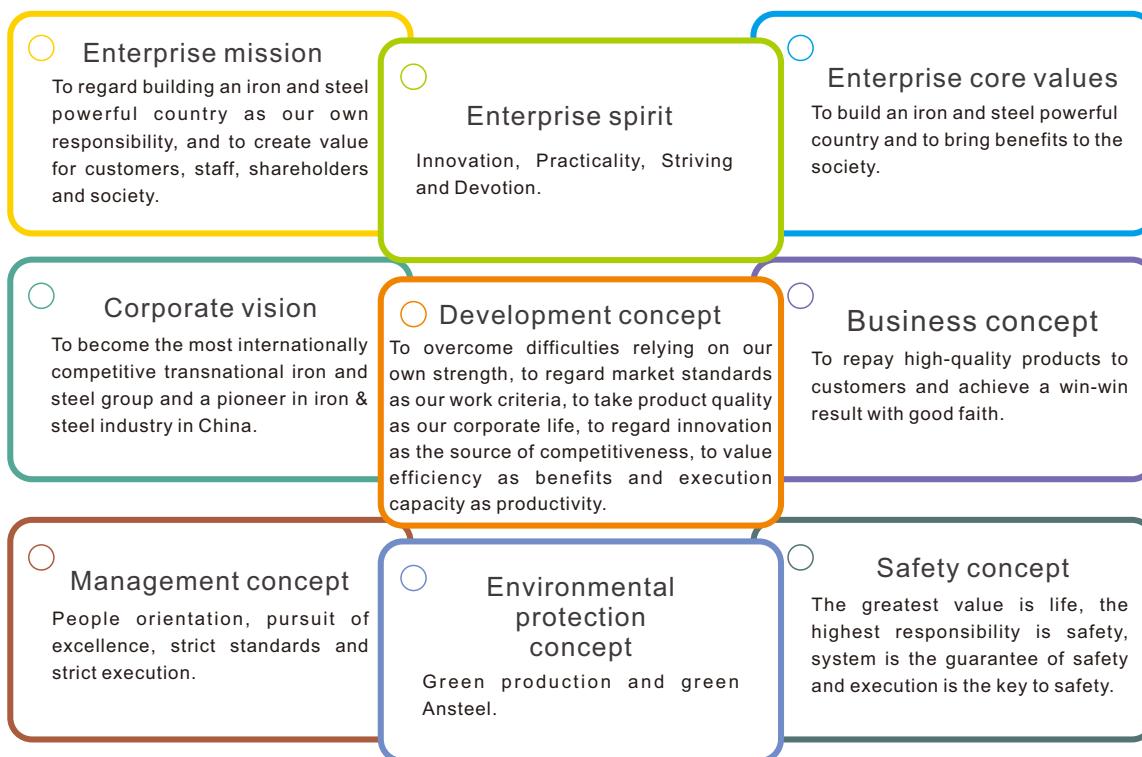 Enterprise mission
To regard building an iron and steel
powerful country as our own
responsibility, and to create value
for customers, staff, shareholders
and society.
Enterprise spirit
Innovation, Practicality, Striving
and Devotion.
Enterprise core values
To build an iron and steel powerful
country and to bring benefits to the
society.
Corporate vision
To become the most internationally
competitive transnational iron and
steel group and a pioneer in iron &
steel industry in China.
Development concept
To overcome difficulties relying on our
own strength, to regard market standards
as our work criteria, to take product quality
as our corporate life, to regard innovation
as the source of competitiveness, to value
efficiency as benefits and execution
capacity as productivity.
Business concept
To repay high-quality products to
customers and achieve a win-win
result with good faith.
Management concept
People orientation, pursuit of
excellence, strict standards and
strict execution.
Environmental
protection
concept
Green production and green
Ansteel.
Safety concept
The greatest value is life, the
highest responsibility is safety,
system is the guarantee of safety
and execution is the key to safety.